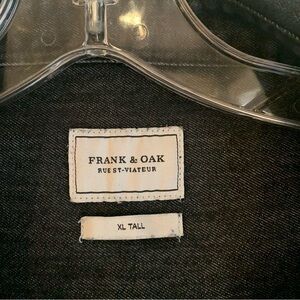 FRANK & OAK
RUE ST-VIATEUR
XL TALL